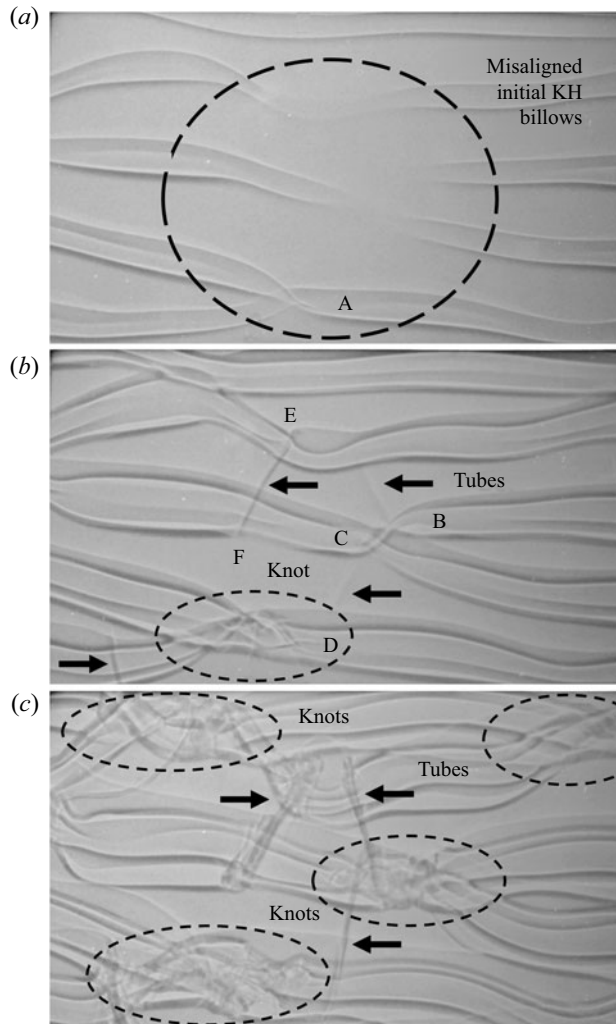 (a)
Misaligned
initial KH
billows
A
(b)
E
Tubes
B
C
F
Knot
D
(c)
Knots
Tubes
Knots